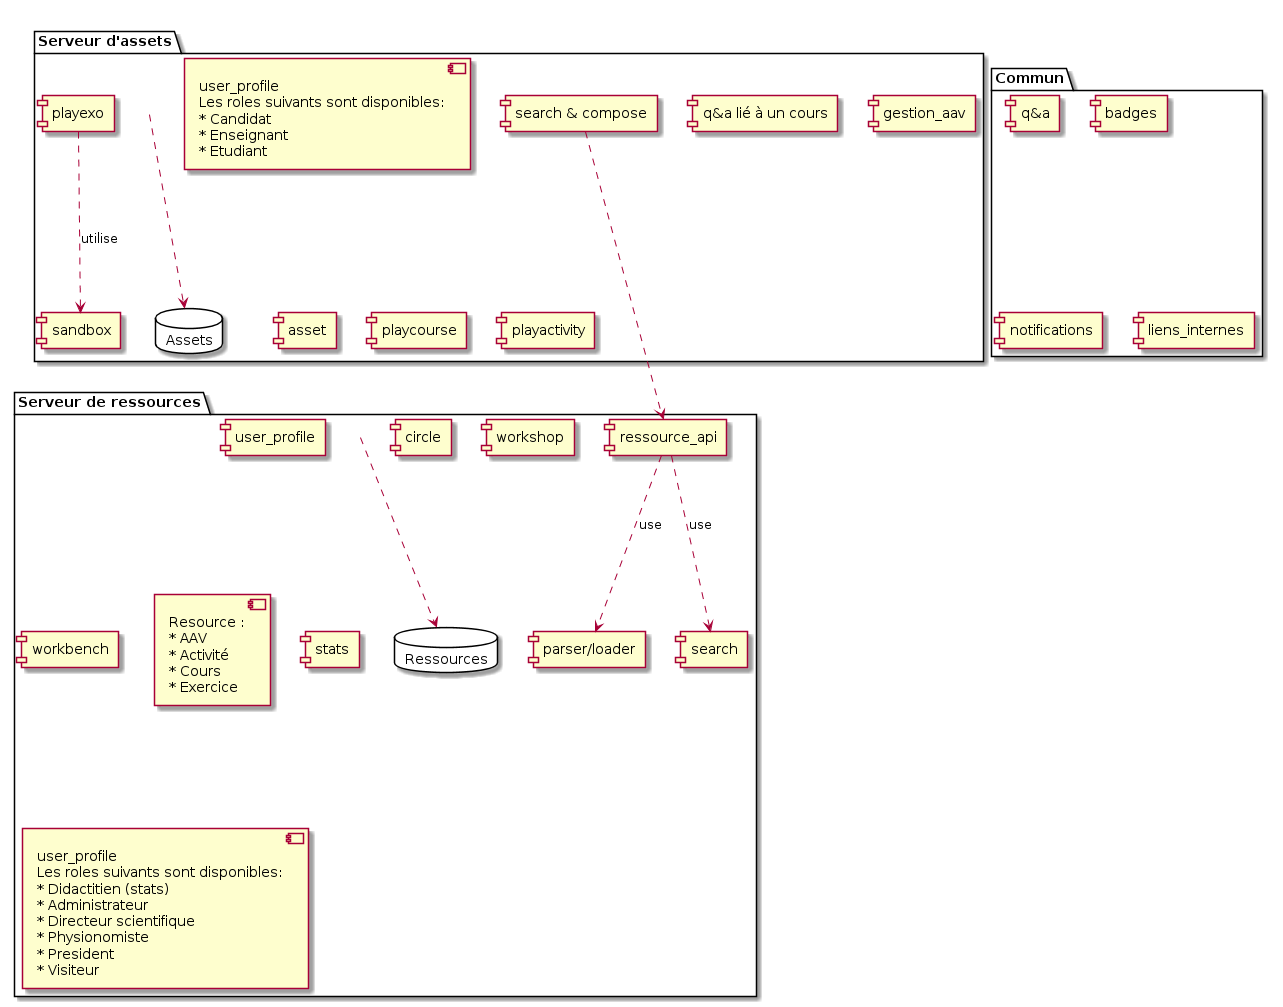 Serveur d'assets
playexo
user_profile
Les roles suivants sont disponibles:
* Candidat
* Enseignant
* Etudiant
search & compose
q&a lié à un cours
gestion_aav
utilise
sandbox
Assets
asset
playcourse
playactivity
Commun
q&a
badges
notifications
liens_internes
Serveur de ressources
user_profile
circle
workshop
ressource_api
use
use
workbench
Resource :
* AAV
* Activité
* Cours
* Exercice
stats
Ressources
parser/loader
search
user_profile
Les roles suivants sont disponibles:
* Didactitien (stats)
* Administrateur
* Directeur scientifique
* Physionomiste
* President
* Visiteur